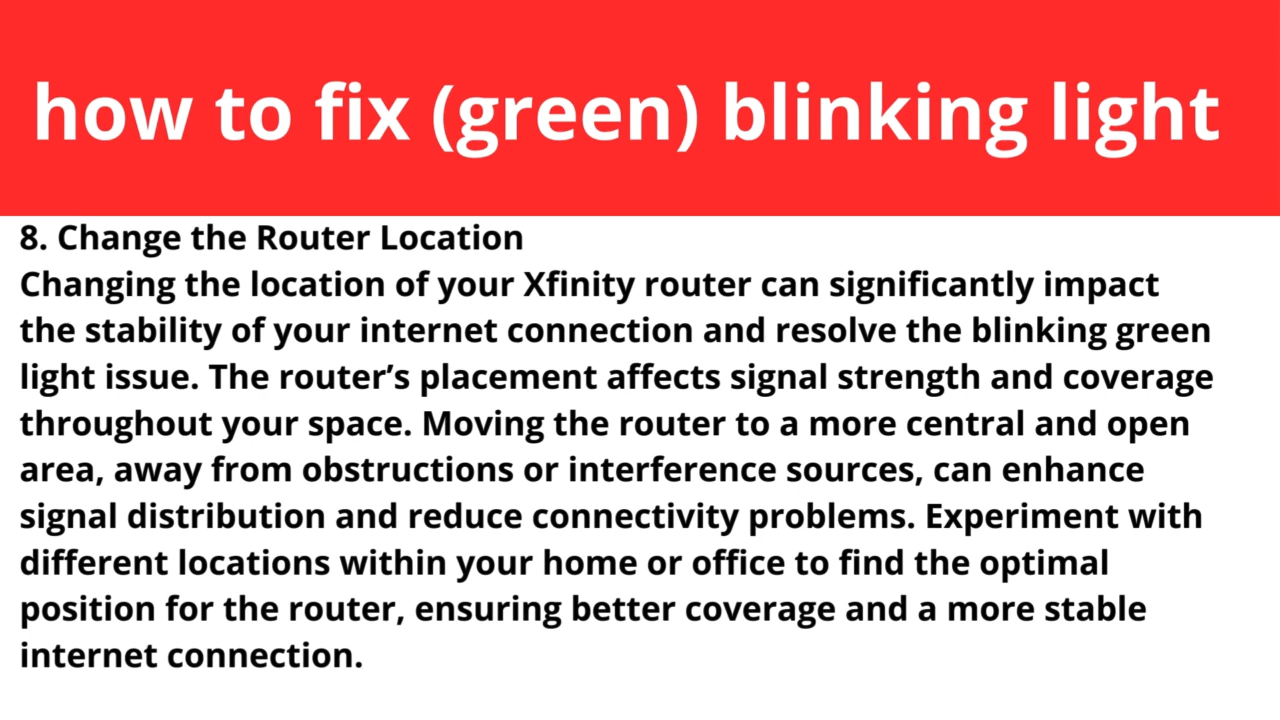 how to fix (green) blinking light
8. Change the Router Location
Changing the location of your Xfinity router can significantly impact
the stability of your internet connection and resolve the blinking green
light issue. The router’s placement affects signal strength and coverage
throughout your space. Moving the router to a more central and open
area, away from obstructions or interference sources, can enhance
signal distribution and reduce connectivity problems. Experiment with
different locations within your home or office to find the optimal
position for the router, ensuring better coverage and a more stable
internet connection.